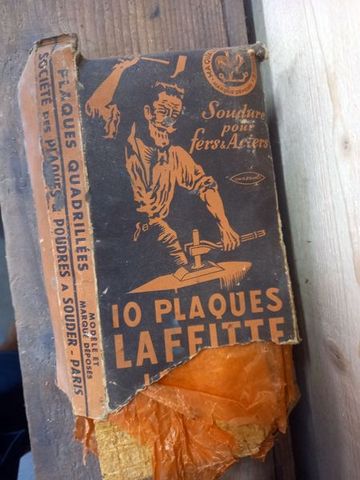 PLAQUES QUADRILLÉES
SOCIÉTÉ DES PLAQUES & POUDRES A SOUDER - PARIS
MODÈLE ET
MARQUE DÉPOSÉS
Soudure
pour
fers & Aciers
10 PLAQUES
LAFFITTE